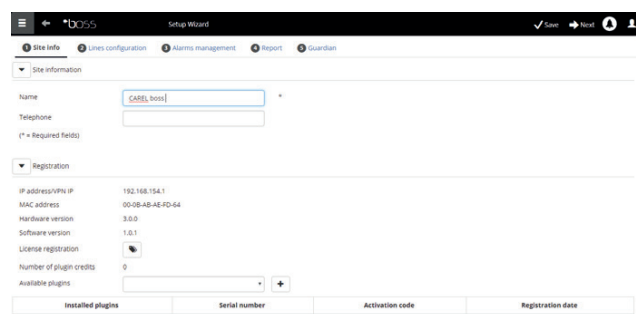 boss Setup Wizard Save Next
1 Site info 2 Lines configuration 3 Alarms management 4 Report 5 Guardian
Site information
Name CAREL boss *
Telephone
(* = Required fields)
Registration
IP address/VPN IP 192.168.154.1
MAC address 00-0B-AB-AE-FD-64
Hardware version 3.0.0
Software version 1.0.1
License registration
Number of plugin credits 0
Available plugins
Installed plugins Serial number Activation code Registration date